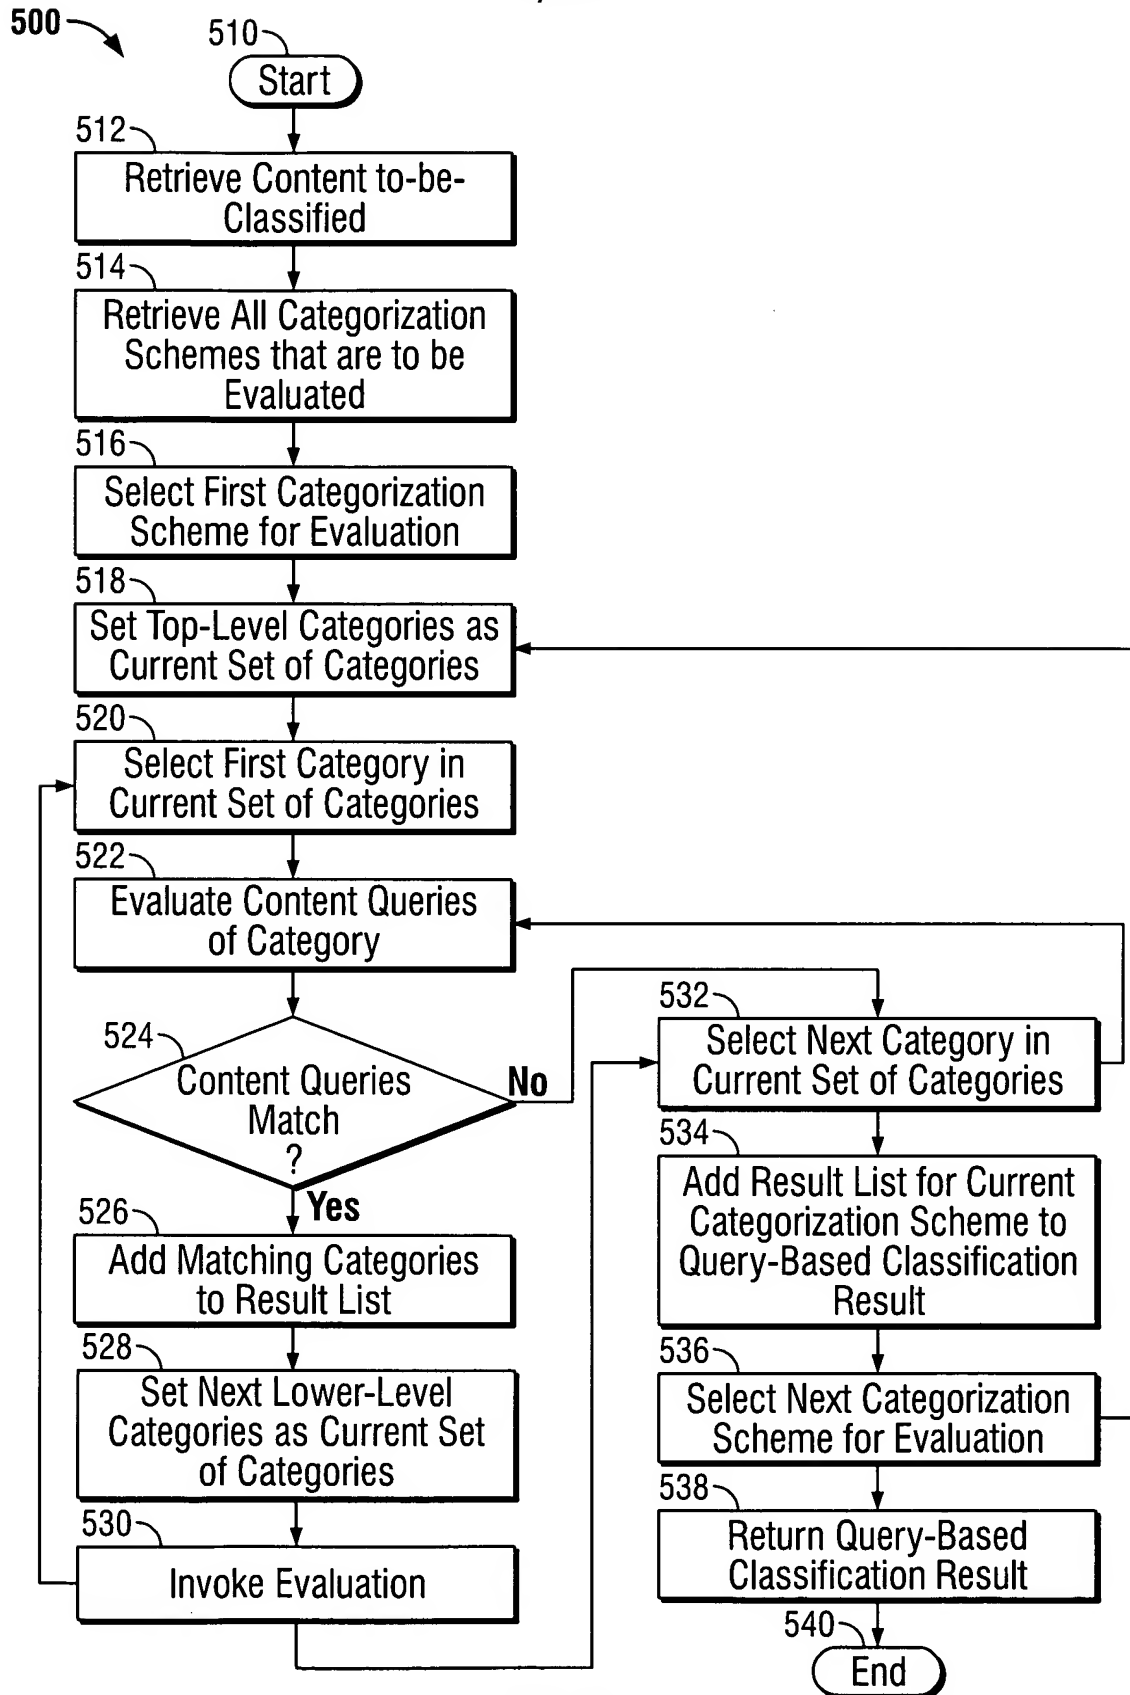 500
510
Start
512
Retrieve Content to-be-
Classified
514
Retrieve All Categorization
Schemes that are to be
Evaluated
516
Select First Categorization
Scheme for Evaluation
518
Set Top-Level Categories as
Current Set of Categories
520
Select First Category in
Current Set of Categories
522
Evaluate Content Queries
of Category
524
Content Queries
Match
?
No
Yes
526
Add Matching Categories
to Result List
528
Set Next Lower-Level
Categories as Current Set
of Categories
530
Invoke Evaluation
532
Select Next Category in
Current Set of Categories
534
Add Result List for Current
Categorization Scheme to
Query-Based Classification
Result
536
Select Next Categorization
Scheme for Evaluation
538
Return Query-Based
Classification Result
540
End